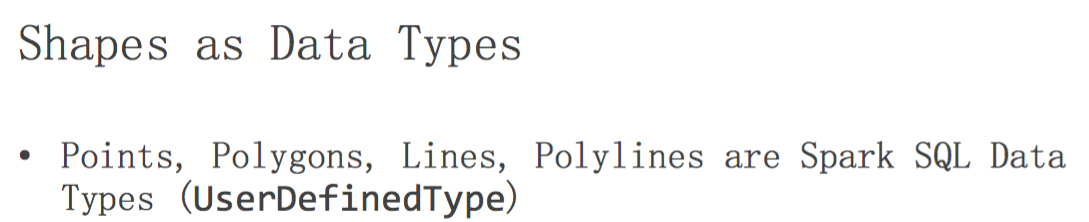 Shapes as Data Types
• Points, Polygons, Lines, Polylines are Spark SQL Data
Types (UserDefinedType)